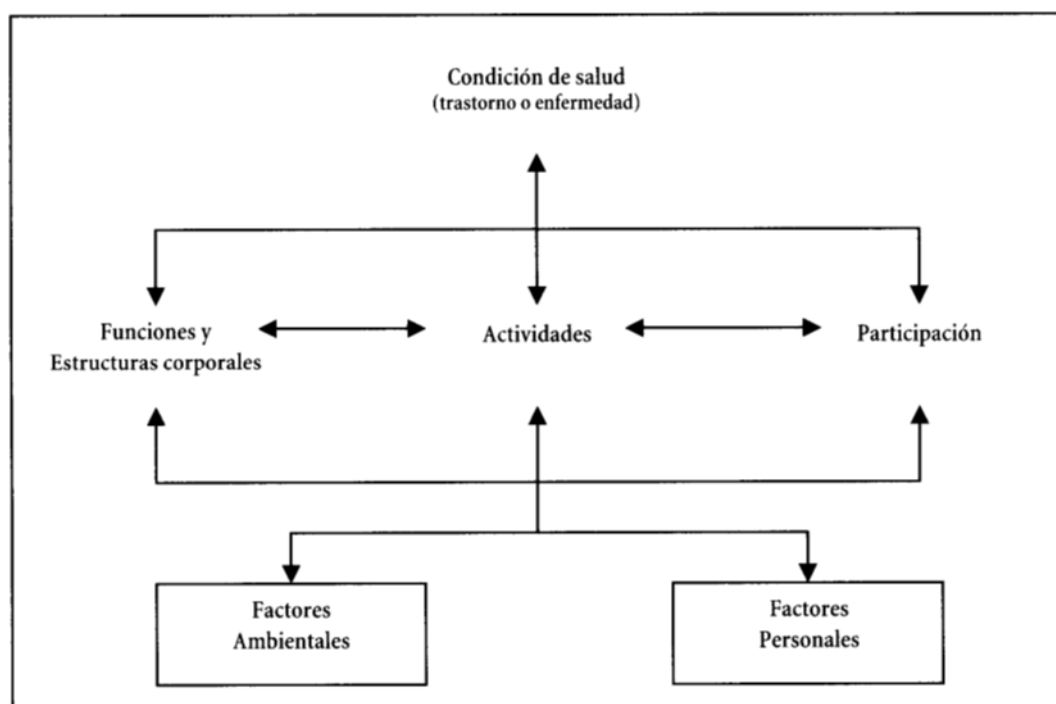 Condición de salud
(trastorno o enfermedad)
Funciones y
Estructuras corporales
Actividades
Participación
Factores
Ambientales
Factores
Personales